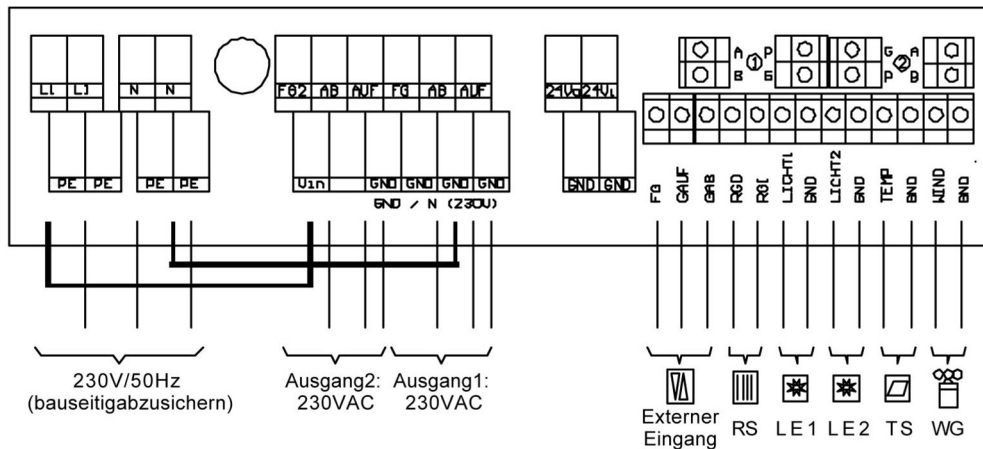 А Р 1 G A 2
В Б P B
L1 L1 N N FG2 AB AUF FG AB AUF 24Va 24Vi
PE PE PE PE Vin GND GND GND GND GND GND
GND / N (230V)
FG GAUF GAB RGD RGI LICHT1 GND LICHT2 GND TEMP GND WIND GND
230V/50Hz
(bauseitigabzusichern)
Ausgang2:
230VAC
Ausgang1:
230VAC
Externer
Eingang
RS LE1 LE2 TS WG